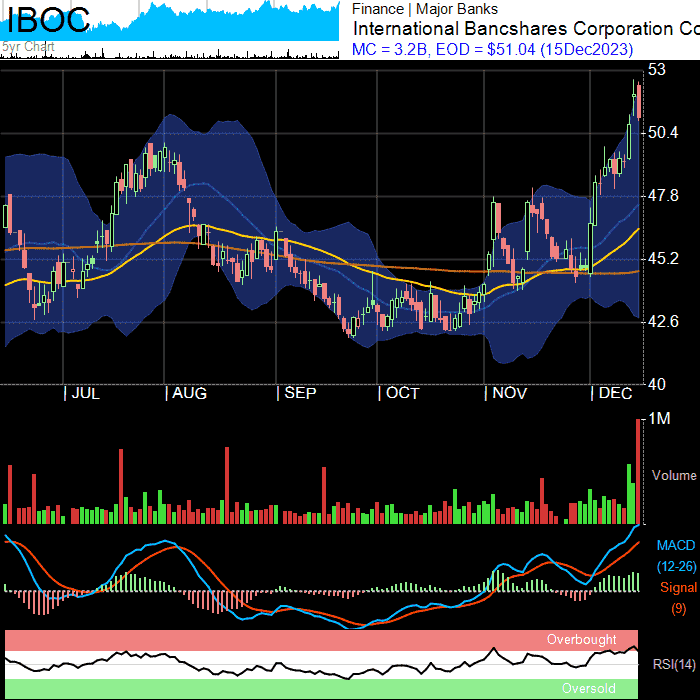 IBOC
5yr Chart
Finance | Major Banks
International Bancshares Corporation Co
MC = 3.2B, EOD = $51.04 (15Dec2023)
53
50.4
47.8
45.2
42.6
40
| JUL | AUG | SEP | OCT | NOV | DEC
1M
Volume
MACD
(12-26)
Signal
(9)
Overbought
RSI(14)
Oversold